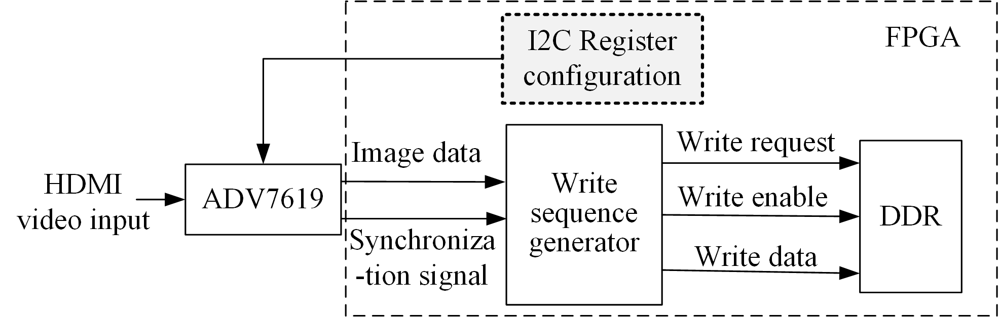 I2C Register
configuration
FPGA
HDMI
video input
ADV7619
Image data
Synchroniza
-tion signal
Write
sequence
generator
Write request
Write enable
Write data
DDR